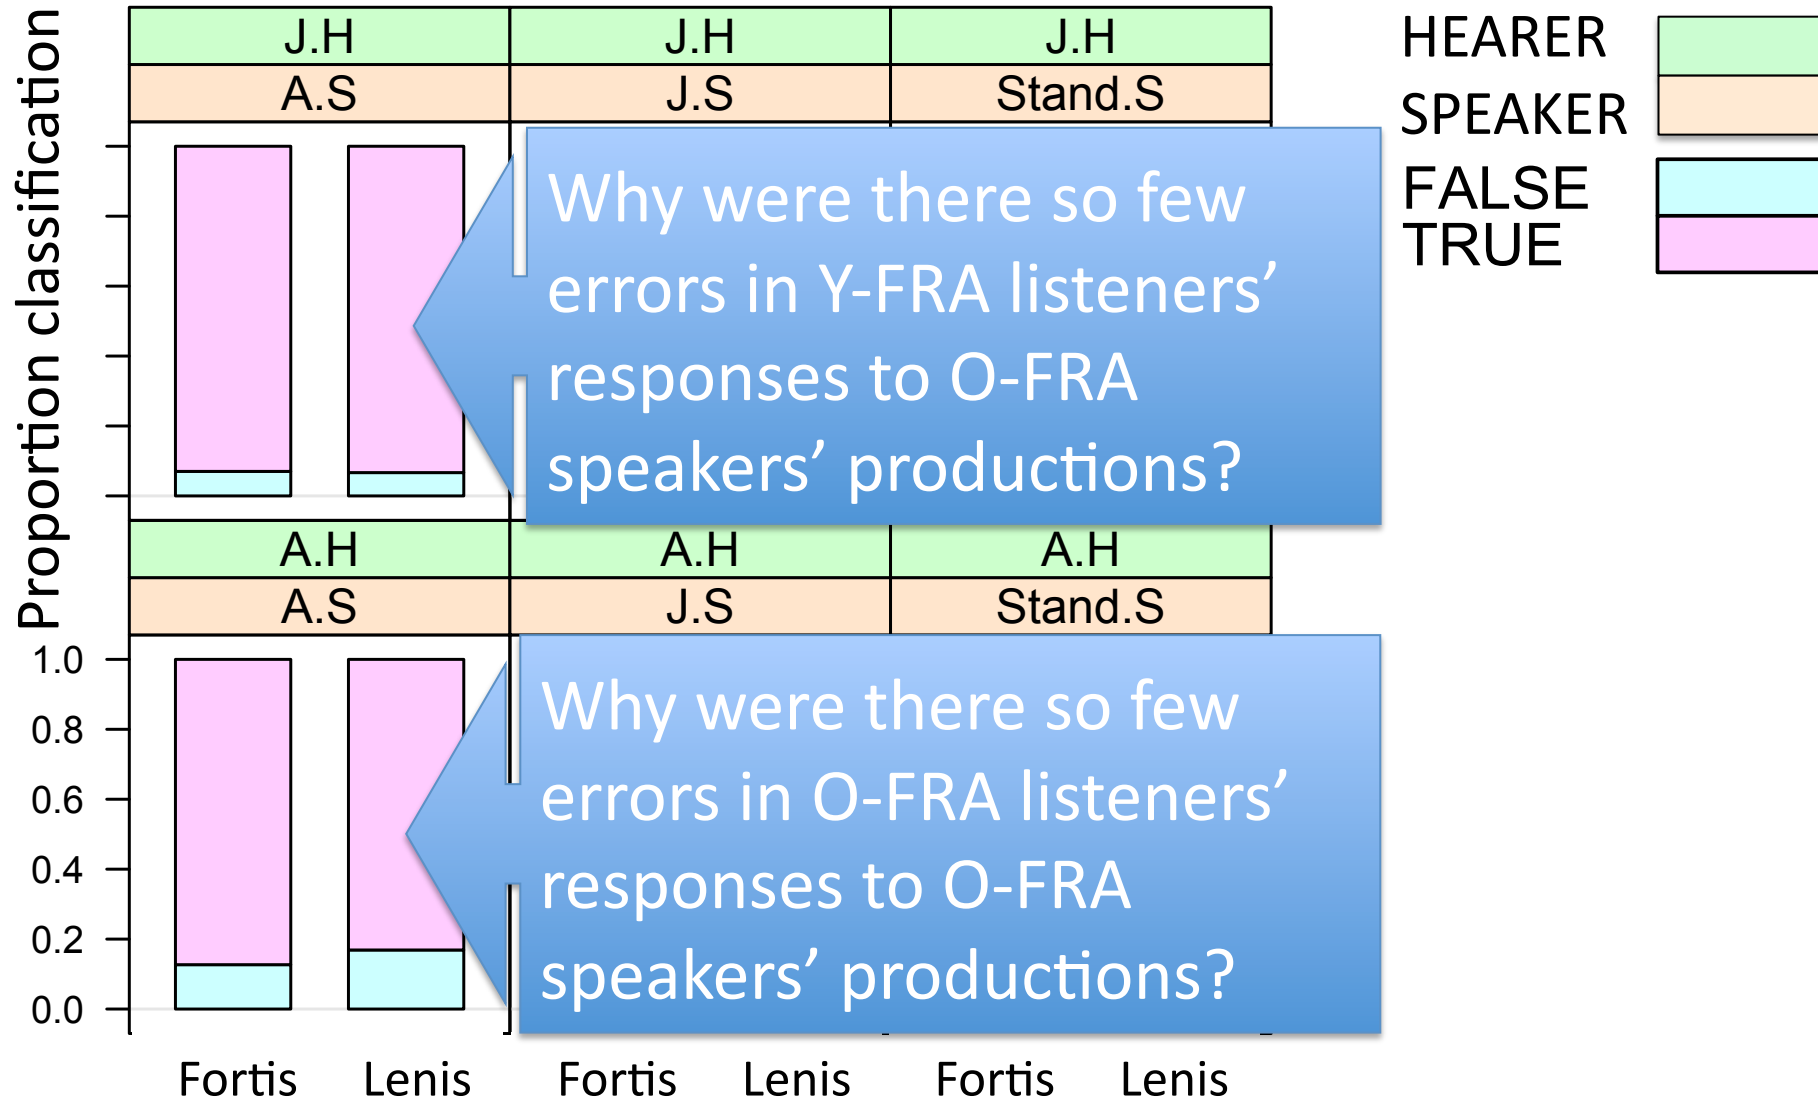 Proportion classification
J.H J.H J.H
A.S J.S Stand.S
HEARER
SPEAKER
FALSE
TRUE
Why were there so few
errors in Y-FRA listeners’
responses to O-FRA
speakers’ productions?
A.H A.H A.H
A.S J.S Stand.S
1.0
0.8
0.6
0.4
0.2
0.0
Why were there so few
errors in O-FRA listeners’
responses to O-FRA
speakers’ productions?
Fortis Lenis Fortis Lenis Fortis Lenis